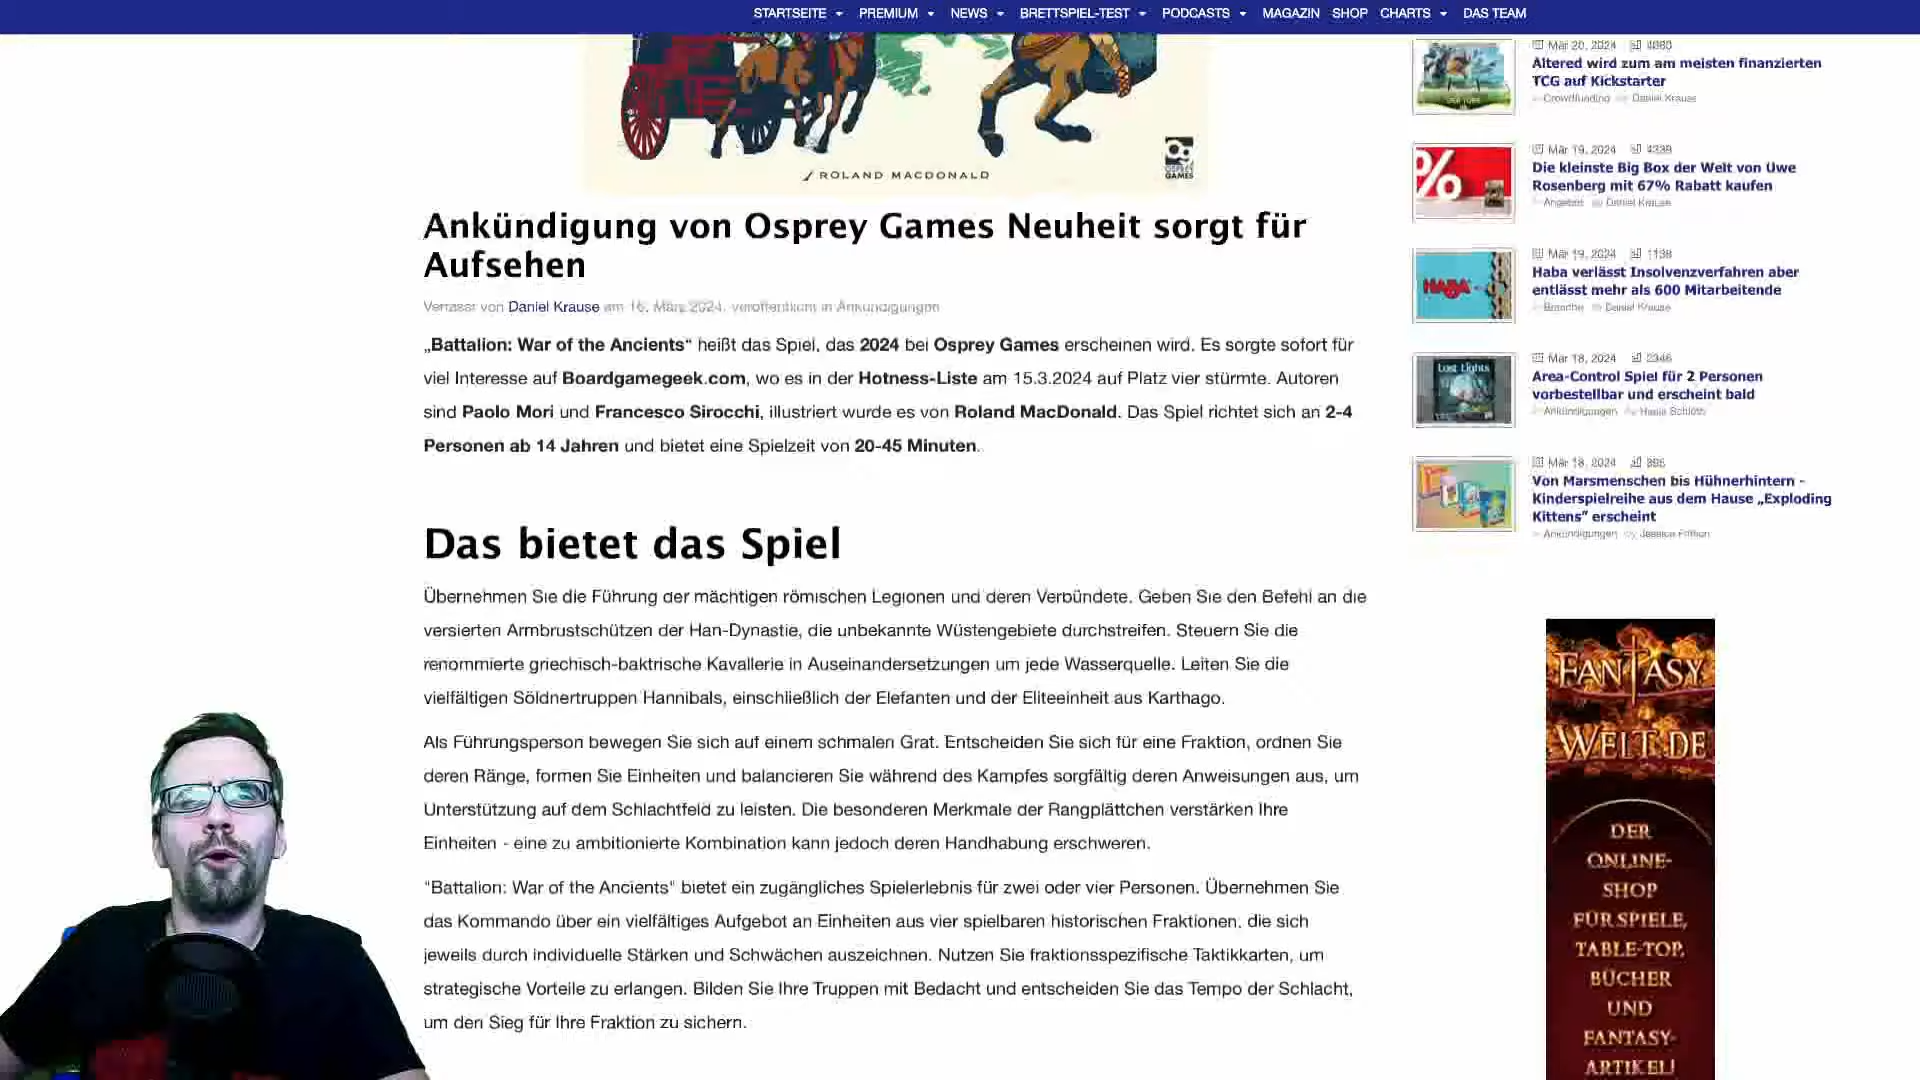 STARTSEITE PREMIUM NEWS BRETTSPIEL-TEST PODCASTS MAGAZIN SHOP CHARTS DAS TEAM
ROLAND MACDONALD
OSPREY GAMES
Ankündigung von Osprey Games Neuheit sorgt für
Aufsehen
Verfasst von Daniel Krause am 16. März 2024. veröffentlicht in Ankündigungen
„Battalion: War of the Ancients“ heißt das Spiel, das 2024 bei Osprey Games erscheinen wird. Es sorgte sofort für
viel Interesse auf Boardgamegeek.com, wo es in der Hotness-Liste am 15.3.2024 auf Platz vier stürmte. Autoren
sind Paolo Mori und Francesco Sirocchi, illustriert wurde es von Roland MacDonald. Das Spiel richtet sich an 2-4
Personen ab 14 Jahren und bietet eine Spielzeit von 20-45 Minuten.
Das bietet das Spiel
Übernehmen Sie die Führung der mächtigen römischen Legionen und deren Verbündete. Geben Sie den Befehl an die
versierten Armbrustschützen der Han-Dynastie, die unbekannte Wüstengebiete durchstreifen. Steuern Sie die
renommierte griechisch-baktrische Kavallerie in Auseinandersetzungen um jede Wasserquelle. Leiten Sie die
vielfältigen Söldnertruppen Hannibals, einschließlich der Elefanten und der Eliteeinheit aus Karthago.
Als Führungsperson bewegen Sie sich auf einem schmalen Grat. Entscheiden Sie sich für eine Fraktion, ordnen Sie
deren Ränge, formen Sie Einheiten und balancieren Sie während des Kampfes sorgfältig deren Anweisungen aus, um
Unterstützung auf dem Schlachtfeld zu leisten. Die besonderen Merkmale der Rangplättchen verstärken Ihre
Einheiten - eine zu ambitionierte Kombination kann jedoch deren Handhabung erschweren.
"Battalion: War of the Ancients" bietet ein zugängliches Spielerlebnis für zwei oder vier Personen. Übernehmen Sie
das Kommando über ein vielfältiges Aufgebot an Einheiten aus vier spielbaren historischen Fraktionen, die sich
jeweils durch individuelle Stärken und Schwächen auszeichnen. Nutzen Sie fraktionsspezifische Taktikkarten, um
strategische Vorteile zu erlangen. Bilden Sie Ihre Truppen mit Bedacht und entscheiden Sie das Tempo der Schlacht,
um den Sieg für Ihre Fraktion zu sichern.
Mär 20, 2024
Altered wird zum am meisten finanzierten
TCG auf Kickstarter
Crowdfunding Daniel Krause
Mär 19, 2024 4339
Die kleinste Big Box der Welt von Uwe
Rosenberg mit 67% Rabatt kaufen
Angebot Daniel Krause
%
Mär 19, 2024 1138
Haba verlässt Insolvenzverfahren aber
entlässt mehr als 600 Mitarbeitende
Branche Daniel Krause
HABA
Mär 18, 2024 2346
Area-Control Spiel für 2 Personen
vorbestellbar und erscheint bald
Ankündigungen
Lost Lights
Mär 18, 2024
Von Marsmenschen bis Hühnerhintern -
Kinderspielreihe aus dem Hause „Exploding
Kittens“ erscheint
Ankündigungen by Jessica
FANTASY
WELT.DE
DER
ONLINE-
SHOP
FÜR SPIELE,
TABLE-TOP,
BÜCHER
UND
FANTASY-
ARTIKEL!